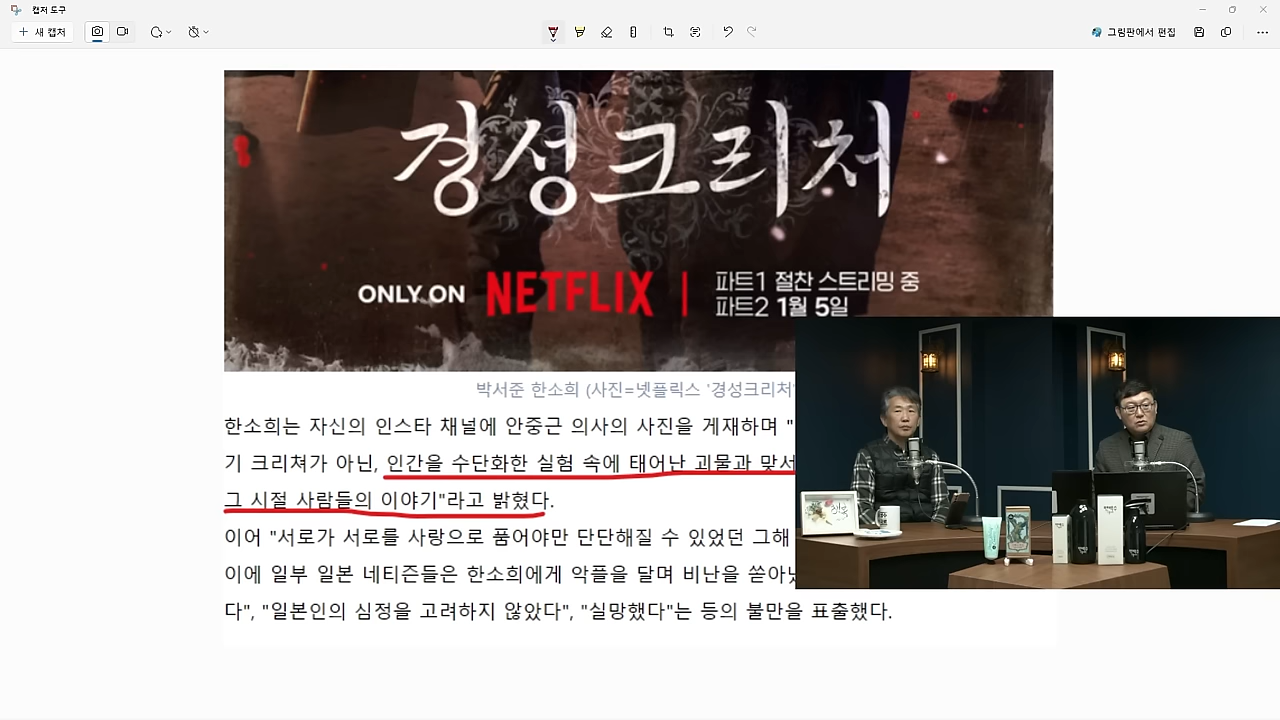 캡처 도구
새 캡처
그림판에서 편집
경성크리처
ONLY ON NETFLIX | 파트1 절찬 스트리밍 중
파트2 1월 5일
박서준 한소희 (사진=넷플릭스 '경성크리처'
한소희는 자신의 인스타 채널에 안중근 의사의 사진을 게재하며 "
기 크리쳐가 아닌, 인간을 수단화한 실험 속에 태어난 괴물과 맞서
그 시절 사람들의 이야기"라고 밝혔다.
이어 "서로가 서로를 사랑으로 품어야만 단단해질 수 있었던 그해
이에 일부 일본 네티즌들은 한소희에게 악플을 달며 비난을 쏟아
다", "일본인의 심정을 고려하지 않았다", "실망했다"는 등의 불만을 표출했다.